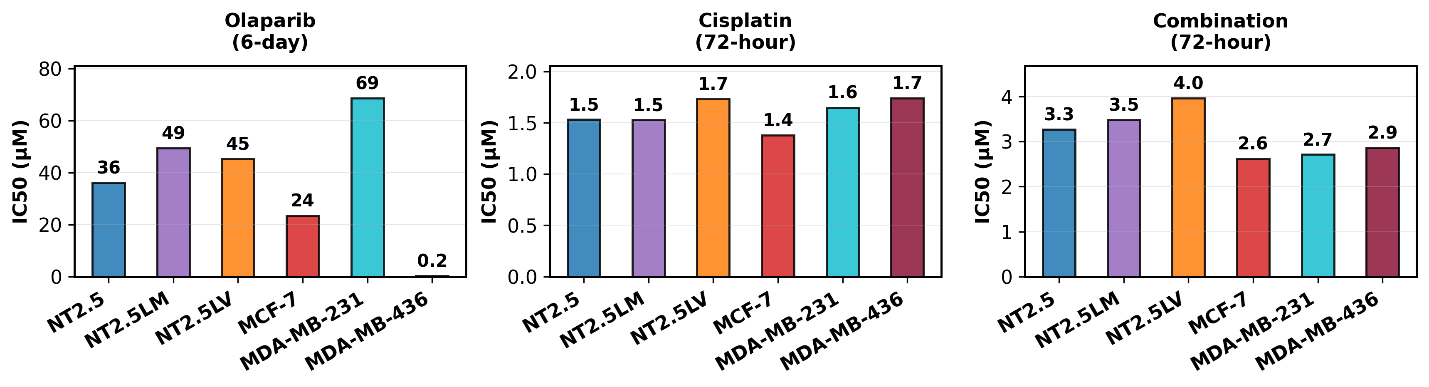 Olaparib
(6-day)
IC50 (µM)
80
60
40
20
0
36
49
45
24
69
0.2
NT2.5
NT2.5LM
NT2.5LV
MCF-7
MDA-MB-231
MDA-MB-436
Cisplatin
(72-hour)
IC50 (µM)
2.0
1.5
1.0
0.5
0.0
1.5
1.5
1.7
1.4
1.6
1.7
NT2.5
NT2.5LM
NT2.5LV
MCF-7
MDA-MB-231
MDA-MB-436
Combination
(72-hour)
IC50 (µM)
4
3
2
1
0
3.3
3.5
4.0
2.6
2.7
2.9
NT2.5
NT2.5LM
NT2.5LV
MCF-7
MDA-MB-231
MDA-MB-436